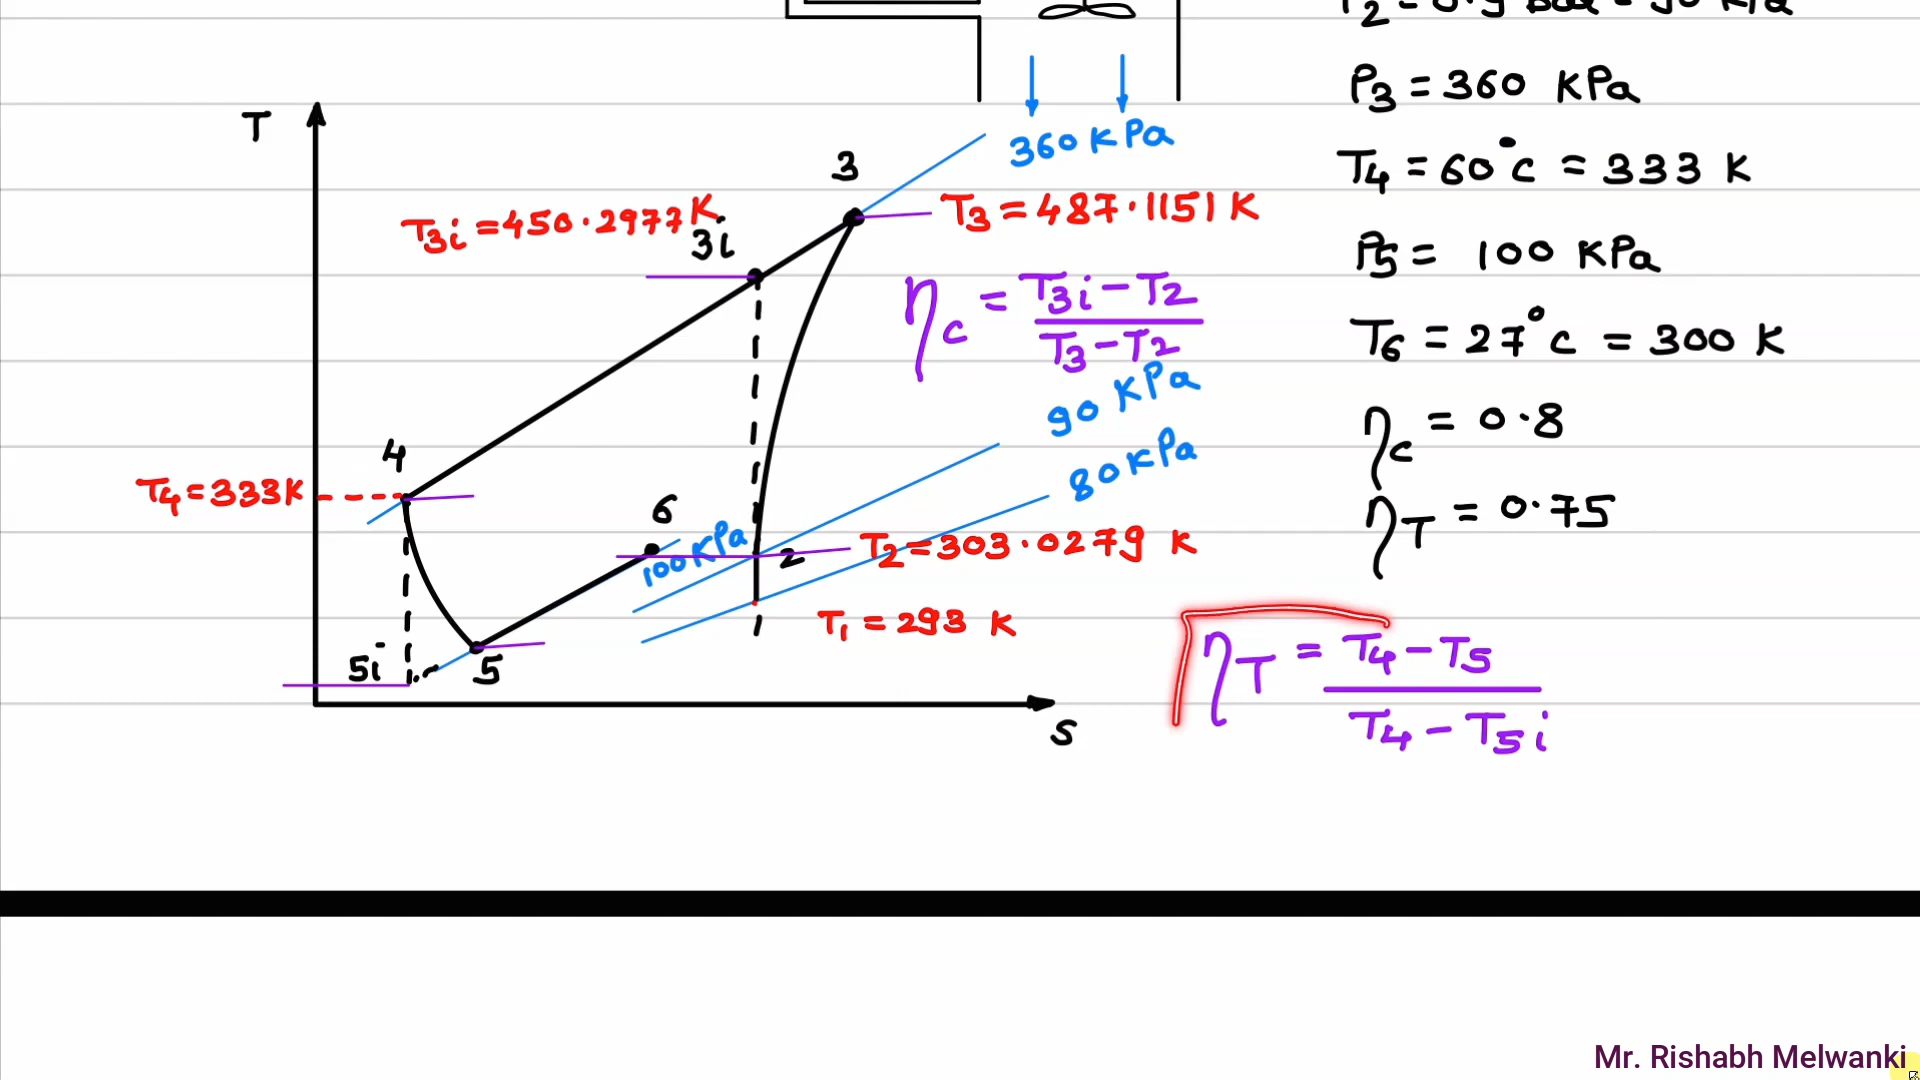 P₃ = 360 KPa
T
3
360 KPa
T₄ = 60°C = 333 K
T₃i = 450.2977 K
3i
T₃ = 487.1151 K
P₅ = 100 KPa
ηc = T₃i − T₂
T₃ − T₂
T₆ = 27°C = 300 K
90 KPa
ηc = 0.8
4
80 KPa
T₄ = 333K
6
ηT = 0.75
100 KPa
2
T₂ = 303.0279 K
T₁ = 293 K
5i
5
ηT = T₄ − T₅
T₄ − T₅i
S
Mr. Rishabh Melwanki